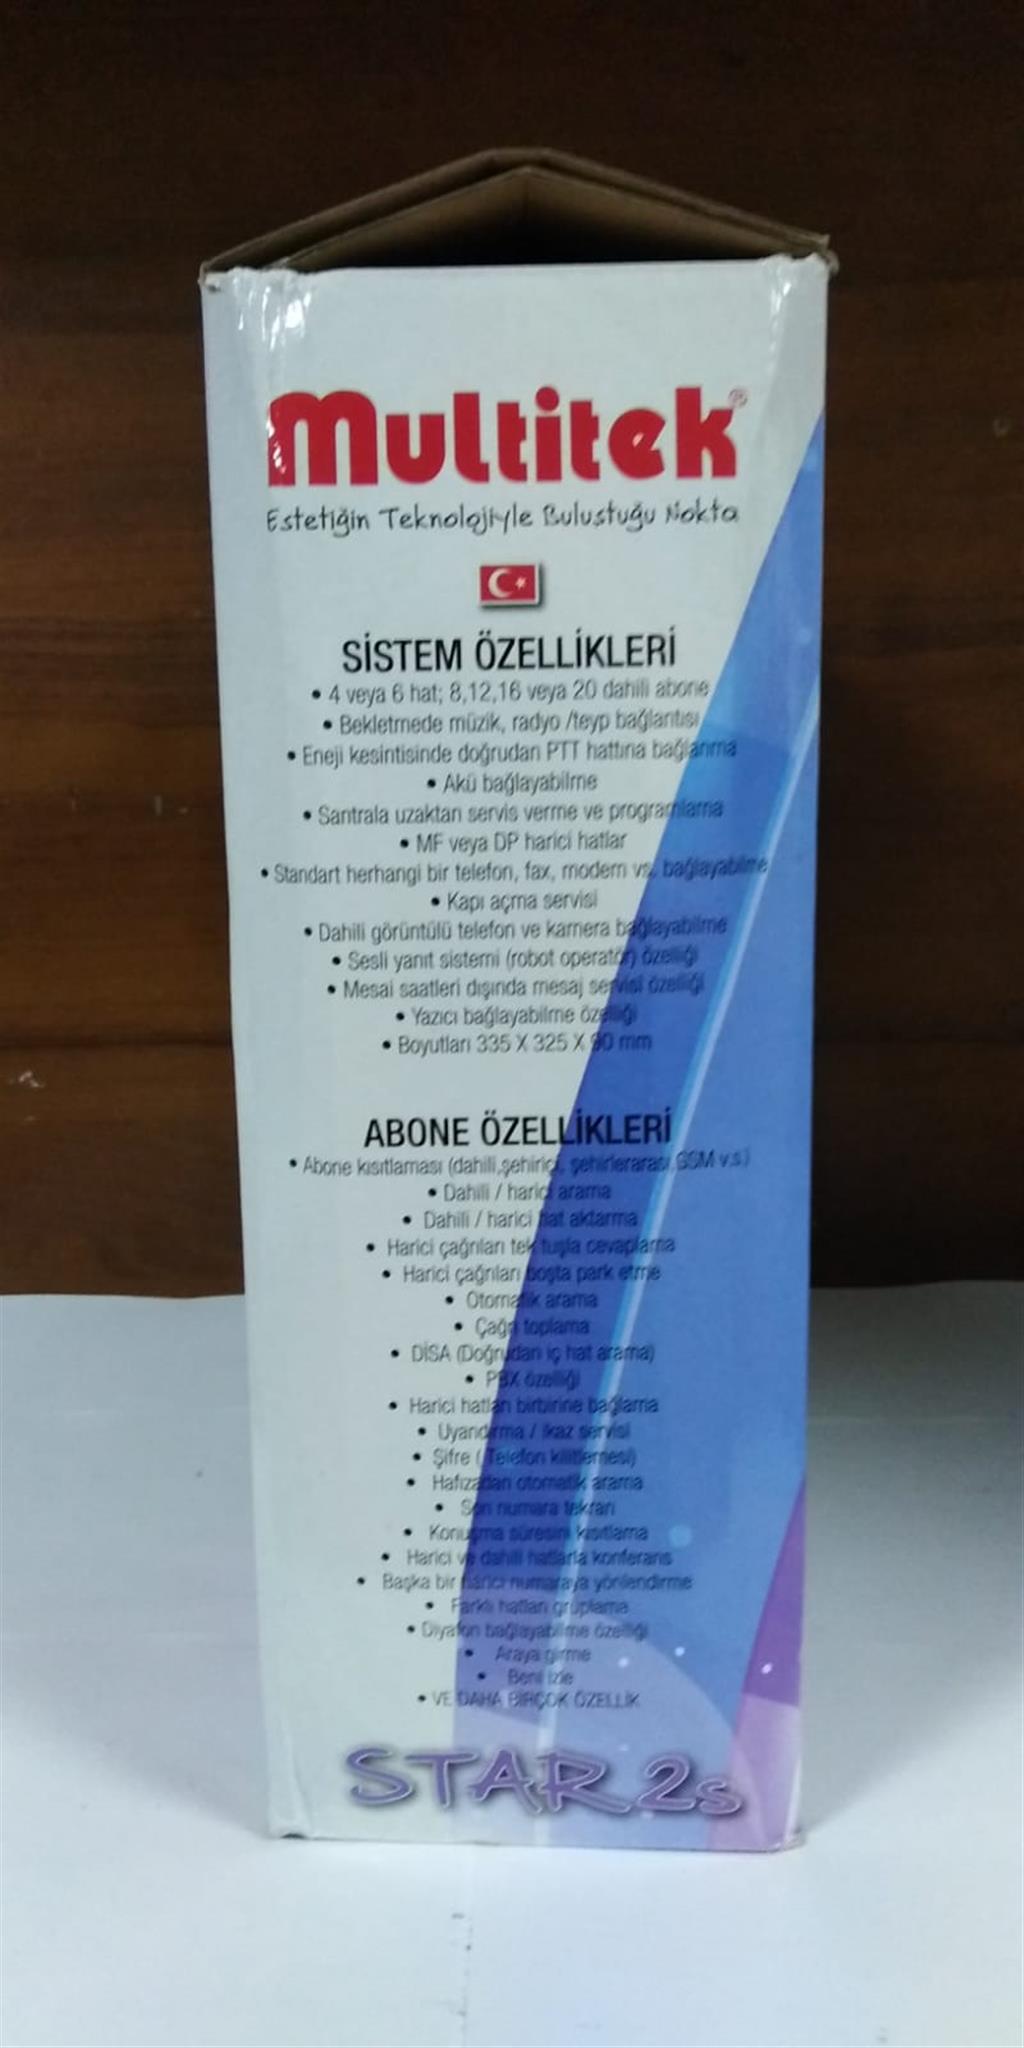 Multitek®
Estetiğin Teknolojiyle Buluştuğu Nokta
SİSTEM ÖZELLİKLERİ
• 4 veya 6 hat; 8,12,16 veya 20 dahili abone
• Bekletmede müzik, radyo /teyp bağlantısı
• Eneji kesintisinde doğrudan PTT hattına bağlanma
• Akü bağlayabilme
• Santrala uzaktan servis verme ve programlama
• MF veya DP harici hatlar
• Standart herhangi bir telefon, fax, modem vs. bağlayabilme
• Kapı açma servisi
• Dahili görüntülü telefon ve kamera bağlayabilme
• Sesli yanıt sistemi (robot operatör) özelliği
• Mesai saatleri dışında mesaj servisi özelliği
• Yazıcı bağlayabilme özelliği
• Boyutları 335 X 325 X 90 mm
ABONE ÖZELLİKLERİ
• Abone kısıtlaması (dahili,şehiriçi, şehirlerarası,GSM v.s)
• Dahili / harici arama
• Dahili / harici hat aktarma
• Harici çağrıları tek tuşla cevaplama
• Harici çağrıları boşta park etme
• Otomatik arama
• Çağrı toplama
• DİSA (Doğrudan iç hat arama)
• PBX özelliği
• Harici hatları birbirine bağlama
• Uyandırma / ikaz servisi
• Şifre ( Telefon kilitlemesi)
• Hafızadan otomatik arama
• Son numara tekrarı
• Konuşma süresini kısıtlama
• Harici ve dahili hatlarla konferans
• Başka bir harici numaraya yönlendirme
• Farklı hatları gruplama
• Diyafon bağlayabilme özelliği
• Araya girme
• Beni izle
• VE DAHA BİRÇOK ÖZELLİK
STAR 2s